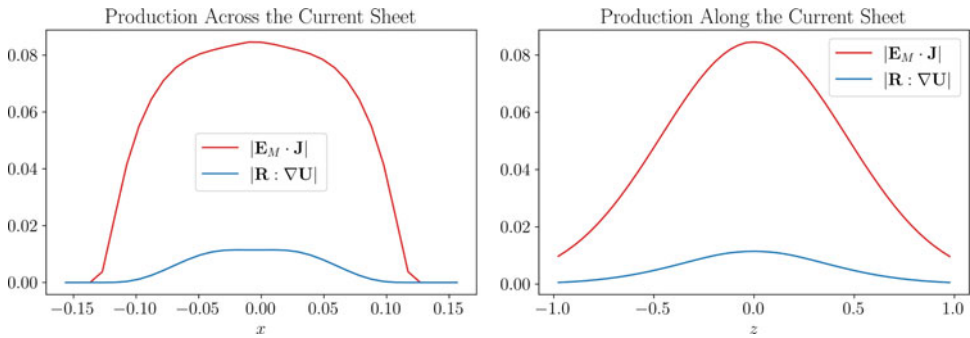 Production Across the Current Sheet
0.08
0.06
0.04
0.02
0.00
|E_M · J|
|R : ∇U|
−0.15 −0.10 −0.05 0.00 0.05 0.10 0.15
x
Production Along the Current Sheet
0.08
0.06
0.04
0.02
0.00
|E_M · J|
|R : ∇U|
−1.0 −0.5 0.0 0.5 1.0
z